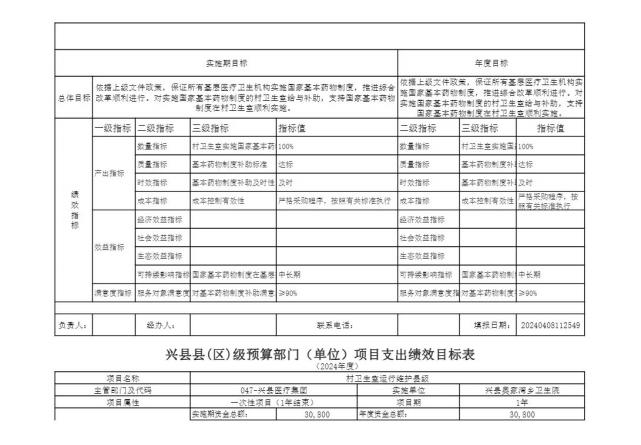 实施期目标 年度目标
总体目标 依据上级文件政策，保证所有基层医疗卫生机构实施国家基本药物制度，推进综合改革顺利进行。对实施国家基本药物制度的村卫生室给与补助，支持国家基本药物制度在村卫生室顺利实施。 依据上级文件政策，保证所有基层医疗卫生机构实施国家基本药物制度，推进综合改革顺利进行。对实施国家基本药物制度的村卫生室给与补助，支持国家基本药物制度在村卫生室顺利实施。
绩效指标 一级指标 二级指标 三级指标 指标值 二级指标 三级指标 指标值
产出指标 数量指标 村卫生室实施国家基本药 100% 数量指标 村卫生室实施国 100%
质量指标 基本药物制度补助标准 达标 质量指标 基本药物制度补 达标
时效指标 基本药物制度补助及时性 及时 时效指标 基本药物制度补 及时
成本指标 成本控制有效性 严格采购程序，按照有关标准执行 成本指标 成本控制有效性 严格采购程序，按照有关标准执行
效益指标 经济效益指标 经济效益指标
社会效益指标 社会效益指标
生态效益指标 生态效益指标
可持续影响指标 国家基本药物制度在基层 中长期 可持续影响指标 国家基本药物制 中长期
满意度指标 服务对象满意度 对基本药物制度补助满意 ≥90% 服务对象满意度指 对基本药物制度 ≥90%
负责人： 经办人： 联系电话： 填报日期： 20240408112549
兴县县(区)级预算部门（单位）项目支出绩效目标表
（2024年度）
项目名称 村卫生室运行维护县级
主管部门及代码 047-兴县医疗集团 实施单位 兴县奥家湾乡卫生院
项目属性 一次性项目（1年结束） 项目期 1年
实施期资金总额： 30,800 年度资金总额： 30,800